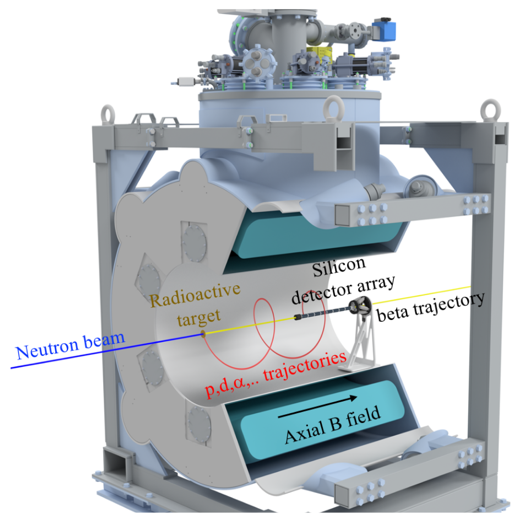 Silicon
detector array
Radioactive
target
beta trajectory
Neutron beam
p,d,α,.. trajectories
Axial B field